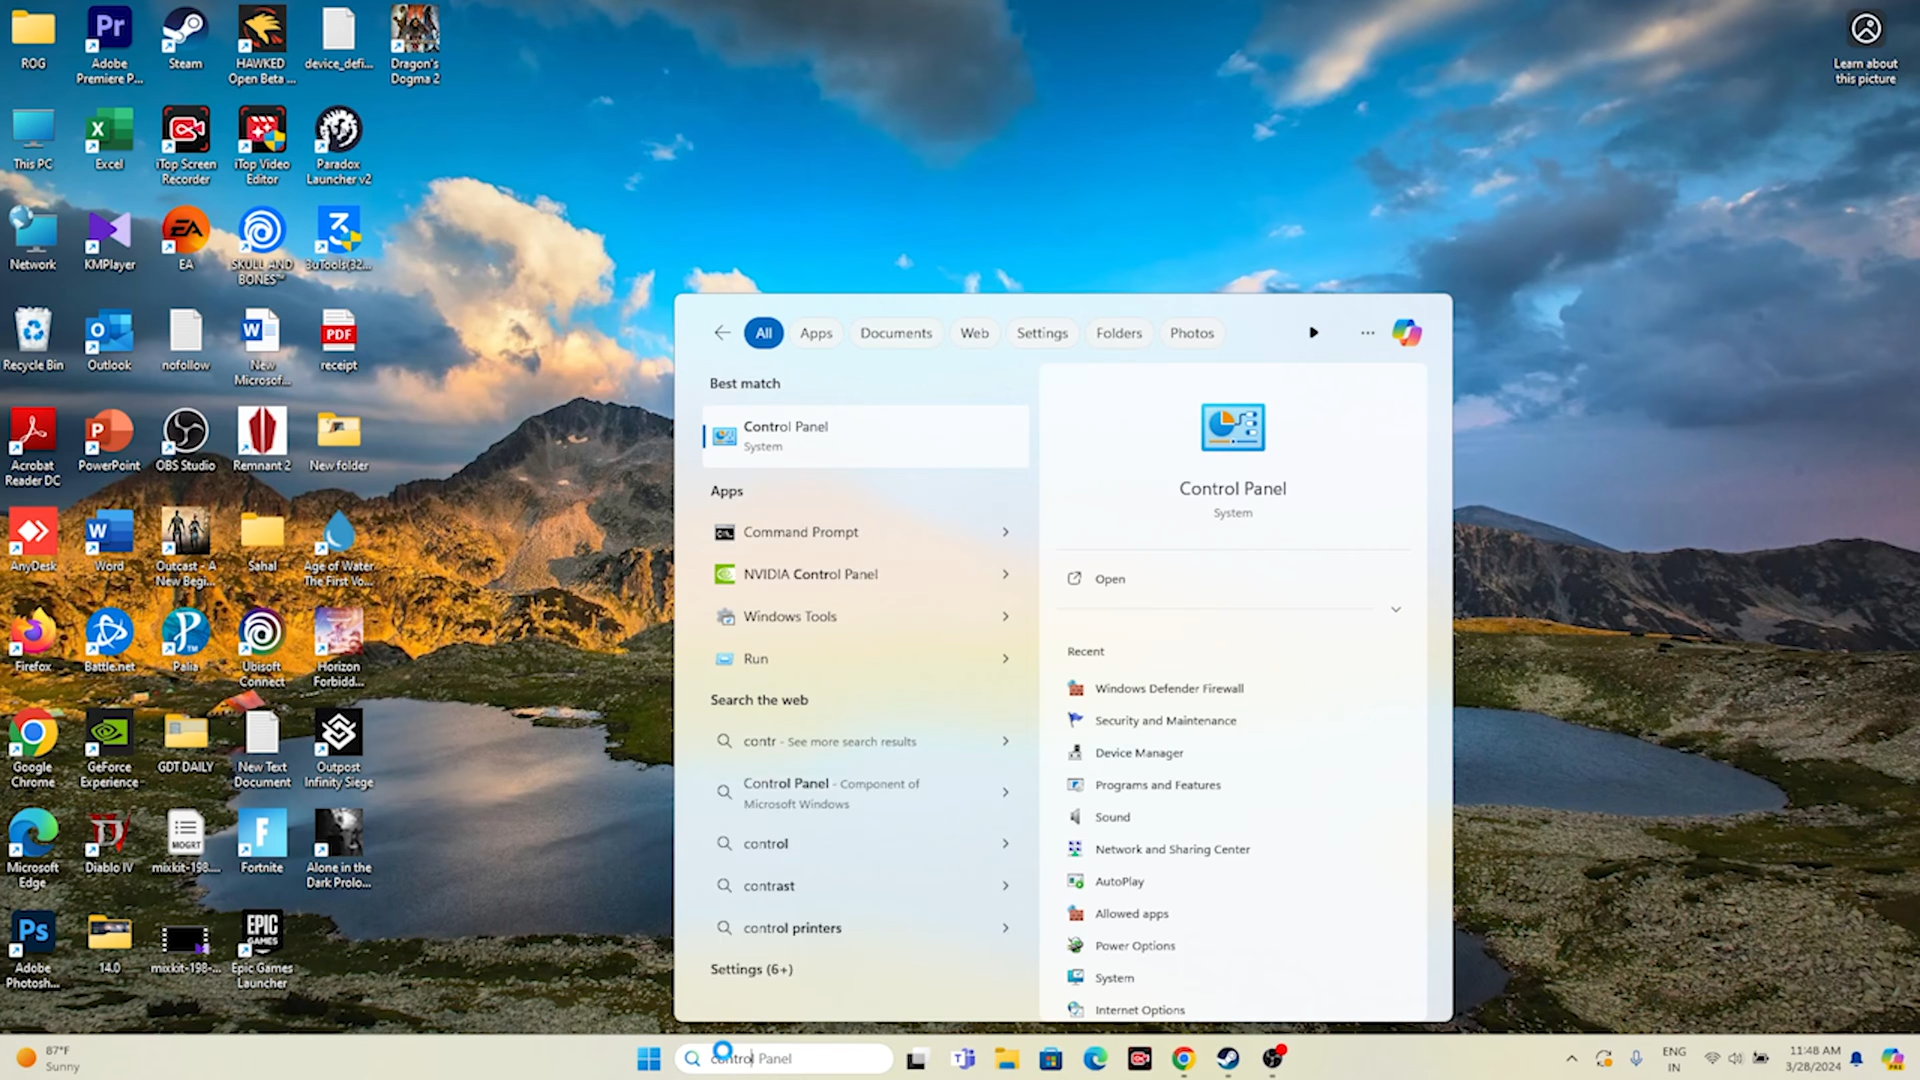 ROG
Adobe
Premiere P...
Steam
HAWKED
Open Beta ...
device_defi...
Dragon's
Dogma 2
Learn about
this picture
This PC
Excel
iTop Screen
Recorder
iTop Video
Editor
Paradox
Launcher v2
Network
KMPlayer
EA
SKULL AND
BONES™
3uTools(32...
Recycle Bin
Outlook
nofollow
New
Microsof...
PDF
receipt
Acrobat
Reader DC
PowerPoint
OBS Studio
Remnant 2
New folder
AnyDesk
Word
Outcast - A
New Begi...
Sahal
Age of Water
The First Vo...
Firefox
Battle.net
Palia
Ubisoft
Connect
Horizon
Forbidd...
Google
Chrome
GeForce
Experience
GDT DAILY
New Text
Document
Outpost
Infinity Siege
Microsoft
Edge
Diablo IV
MOGRT
mixkit-198....
Fortnite
Alone in the
Dark Prolo...
Adobe
Photosh...
14.0
mixkit-198-...
EPIC
GAMES
Epic Games
Launcher
All
Apps
Documents
Web
Settings
Folders
Photos
Best match
Control Panel
System
Apps
Command Prompt
NVIDIA Control Panel
Windows Tools
Run
Search the web
contr - See more search results
Control Panel - Component of
Microsoft Windows
control
contrast
control printers
Settings (6+)
Control Panel
System
Open
Recent
Windows Defender Firewall
Security and Maintenance
Device Manager
Programs and Features
Sound
Network and Sharing Center
AutoPlay
Allowed apps
Power Options
System
Internet Options
87°F
Sunny
control Panel
ENG
IN
11:48 AM
3/28/2024